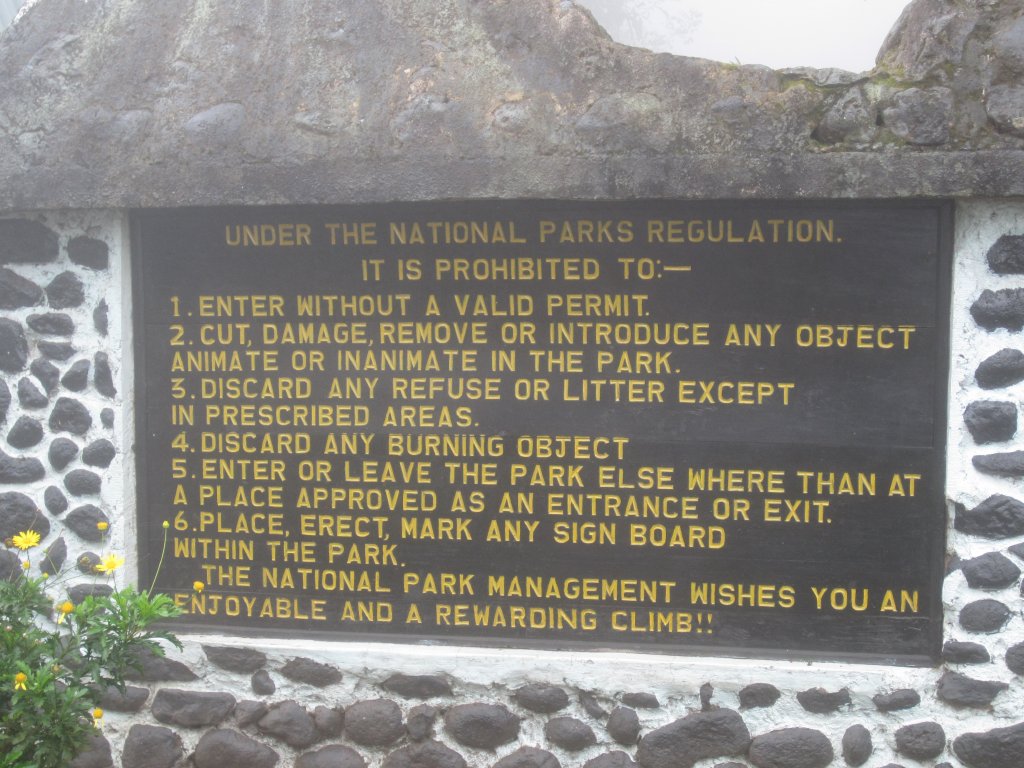 UNDER THE NATIONAL PARKS REGULATION.
IT IS PROHIBITED TO:—
1. ENTER WITHOUT A VALID PERMIT.
2. CUT, DAMAGE, REMOVE OR INTRODUCE ANY OBJECT
ANIMATE OR INANIMATE IN THE PARK.
3. DISCARD ANY REFUSE OR LITTER EXCEPT
IN PRESCRIBED AREAS.
4. DISCARD ANY BURNING OBJECT
5. ENTER OR LEAVE THE PARK ELSE WHERE THAN AT
A PLACE APPROVED AS AN ENTRANCE OR EXIT.
6. PLACE, ERECT, MARK ANY SIGN BOARD
WITHIN THE PARK.
THE NATIONAL PARK MANAGEMENT WISHES YOU AN
ENJOYABLE AND A REWARDING CLIMB!!